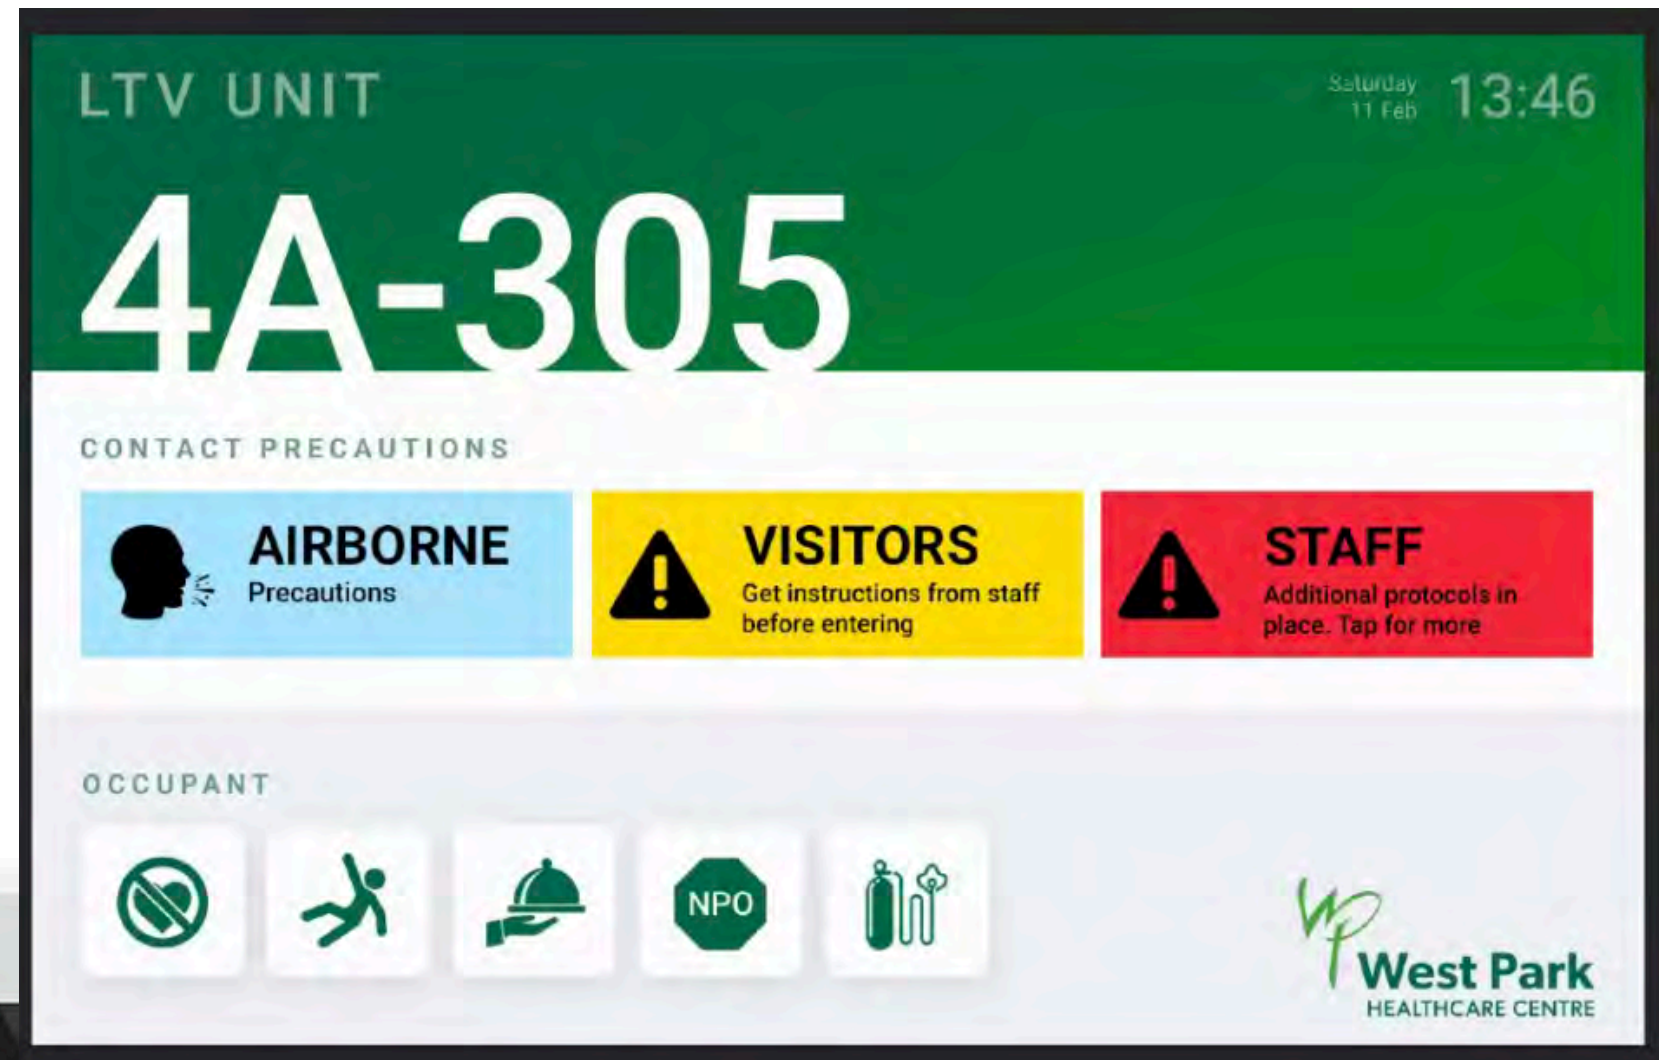 LTV UNIT
Saturday
11 Feb
13:46
4A-305
CONTACT PRECAUTIONS
AIRBORNE
Precautions
VISITORS
Get instructions from staff
before entering
STAFF
Additional protocols in
place. Tap for more
OCCUPANT
NPO
WP
West Park
HEALTHCARE CENTRE